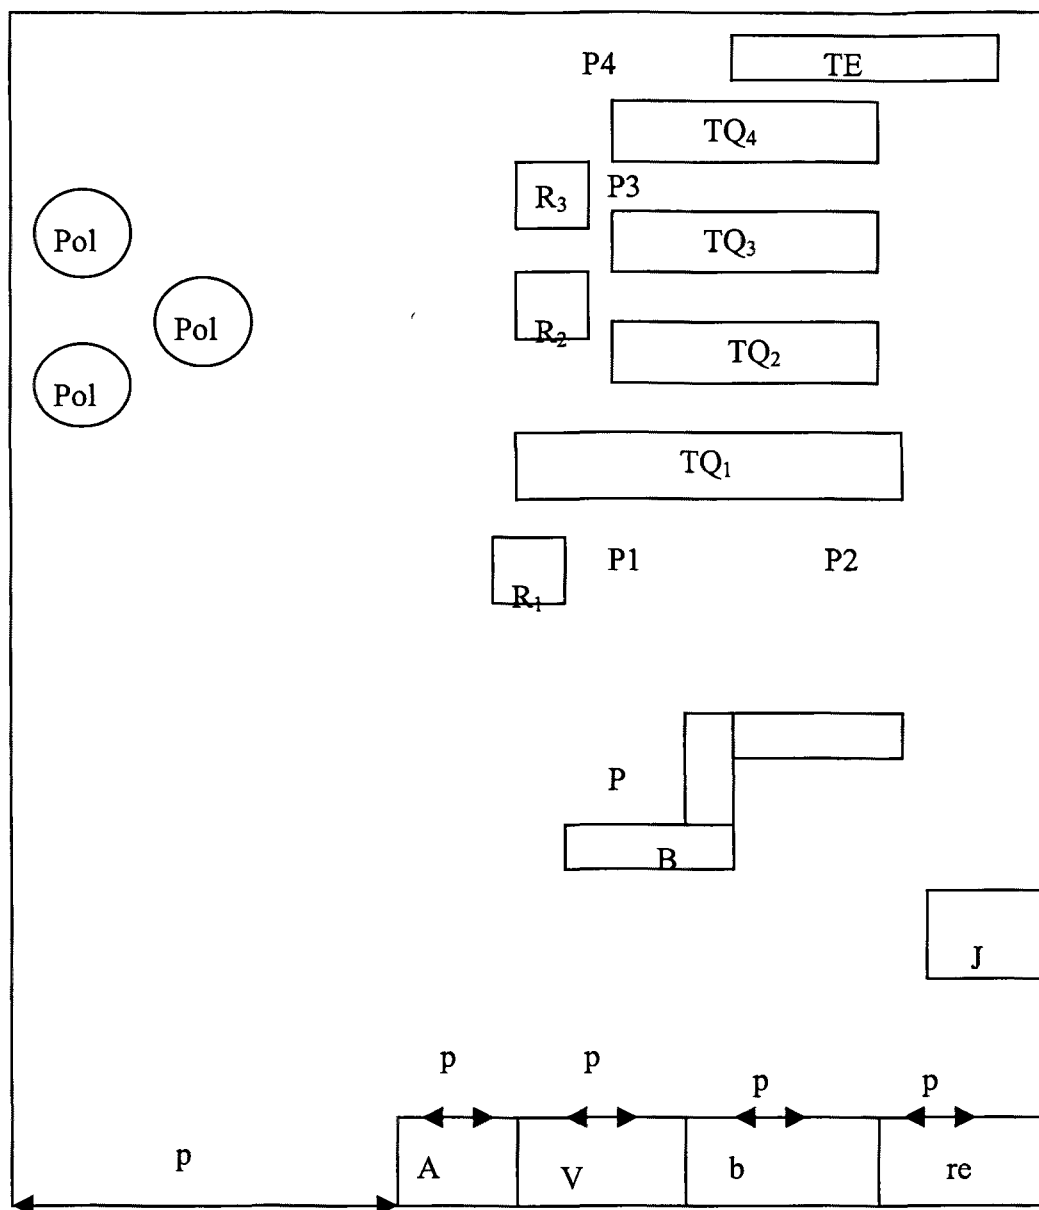 P4 TE
TQ₄
R₃ P3
Pol TQ₃
Pol R₂
TQ₂
Pol
TQ₁
P1 P2
R₁
P
B
J
p p p p
p A V b re